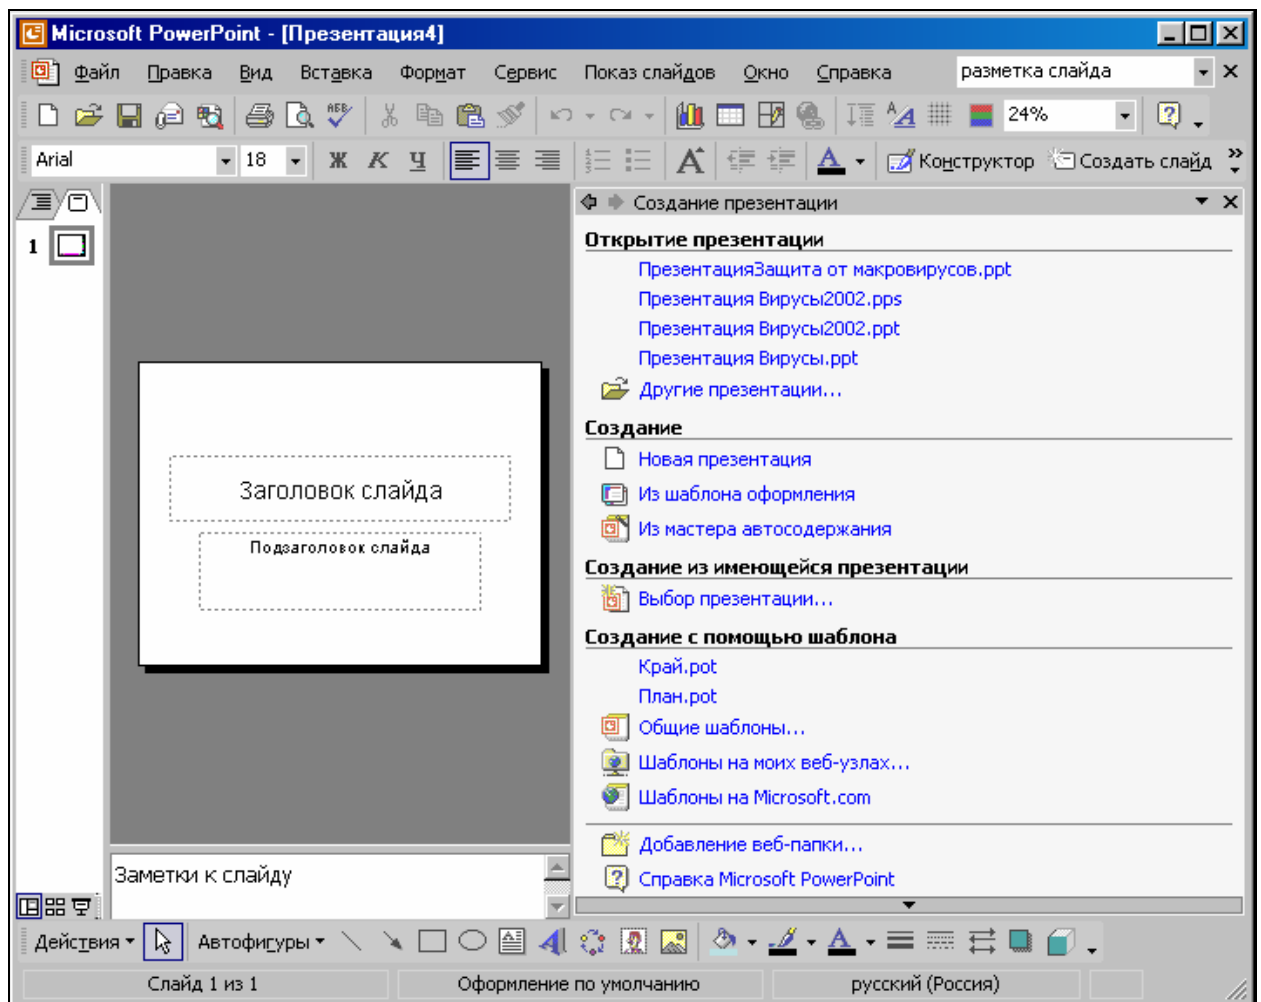 Microsoft PowerPoint - [Презентация4]
Файл Правка Вид Вставка Формат Сервис Показ слайдов Окно Справка разметка слайда
24%
Arial 18 Ж К Ч Конструктор Создать слайд
Создание презентации
1
Открытие презентации
ПрезентацияЗащита от макровирусов.ppt
Презентация Вирусы2002.pps
Презентация Вирусы2002.ppt
Презентация Вирусы.ppt
Другие презентации...
Создание
Новая презентация
Из шаблона оформления
Из мастера автосодержания
Создание из имеющейся презентации
Выбор презентации...
Создание с помощью шаблона
Край.pot
План.pot
Общие шаблоны...
Шаблоны на моих веб-узлах...
Шаблоны на Microsoft.com
Добавление веб-папки...
Справка Microsoft PowerPoint
Заголовок слайда
Подзаголовок слайда
Заметки к слайду
Действия Автофигуры
Слайд 1 из 1 Оформление по умолчанию русский (Россия)